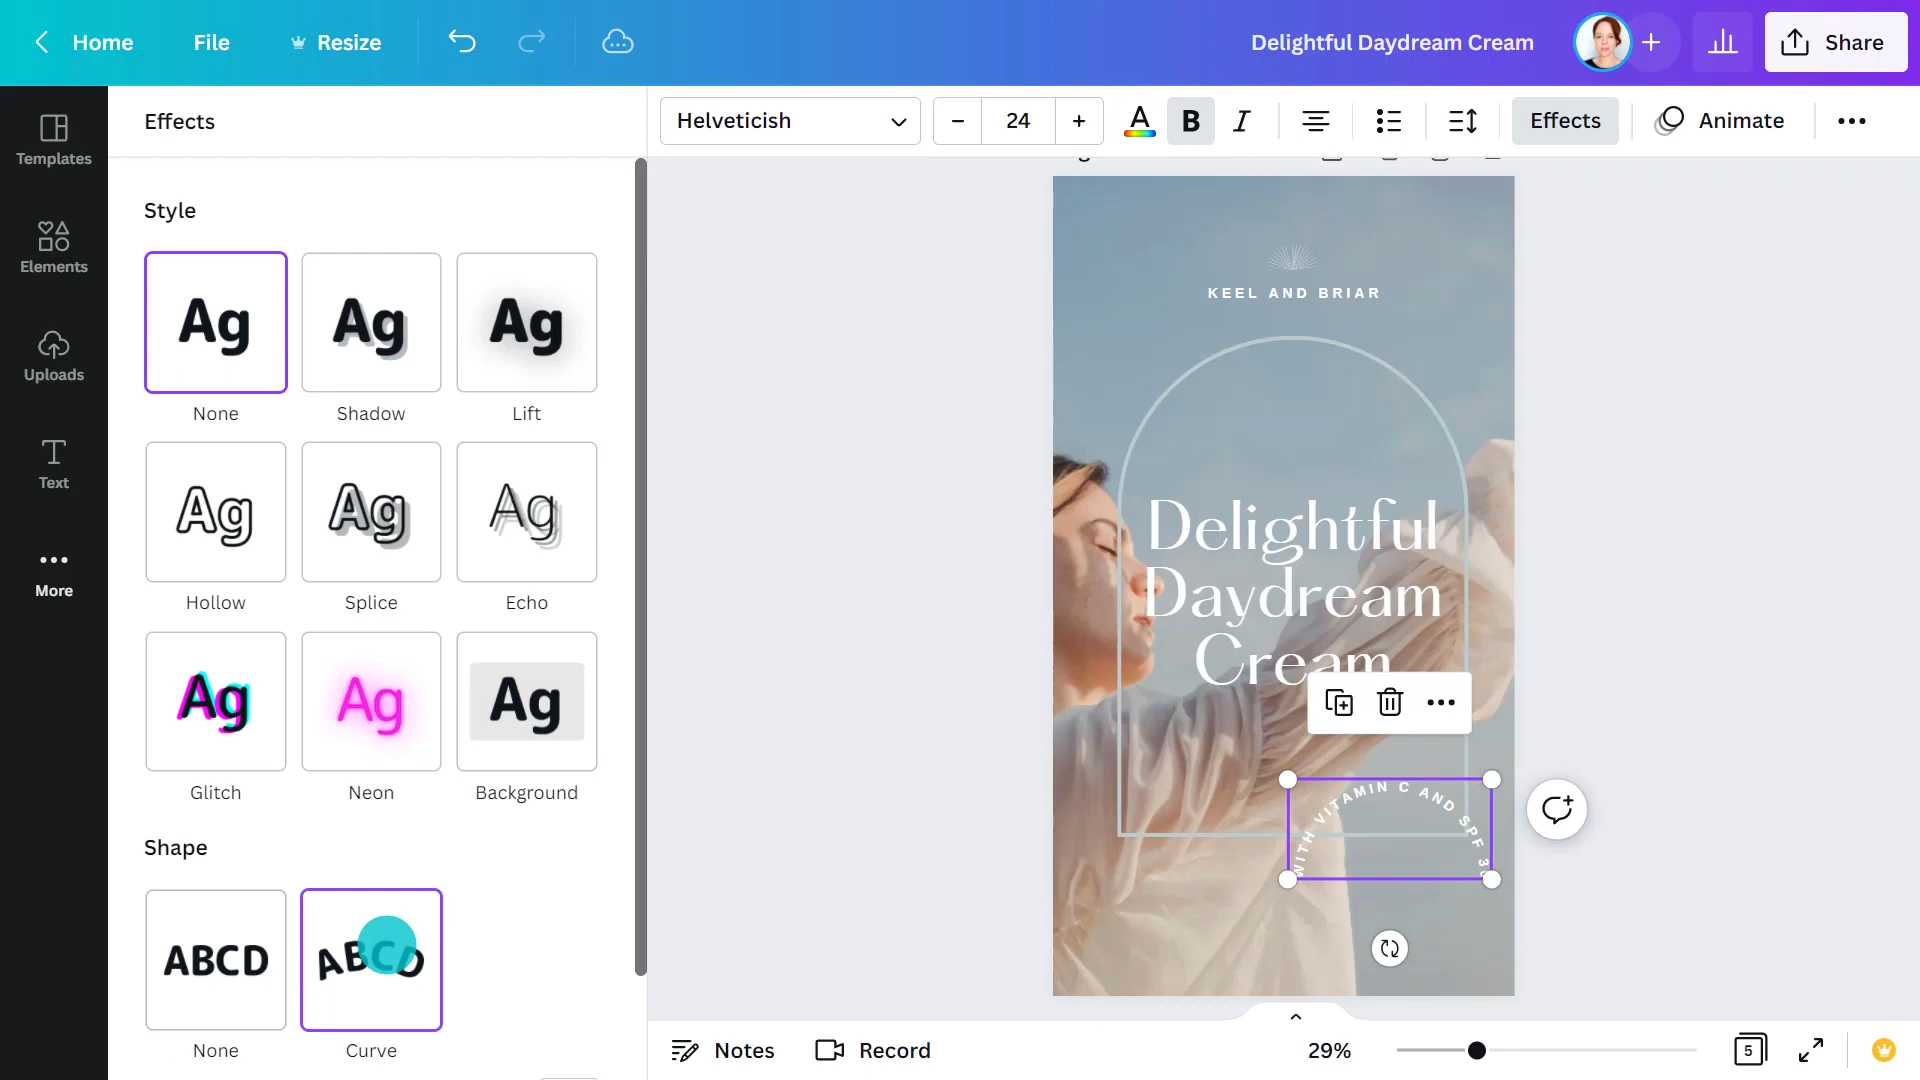 Home
File
Resize
Delightful Daydream Cream
Share
Templates
Elements
Uploads
Text
More
Effects
Helveticish
24
A
B
I
Effects
Animate
Style
Ag
Ag
Ag
None
Shadow
Lift
Ag
Ag
Ag
Hollow
Splice
Echo
Ag
Ag
Ag
Glitch
Neon
Background
Shape
ABCD
ABCD
None
Curve
KEEL AND BRIAR
Delightful
Daydream
Cream
WITH VITAMIN C AND SPF 30
Notes
Record
29%
5